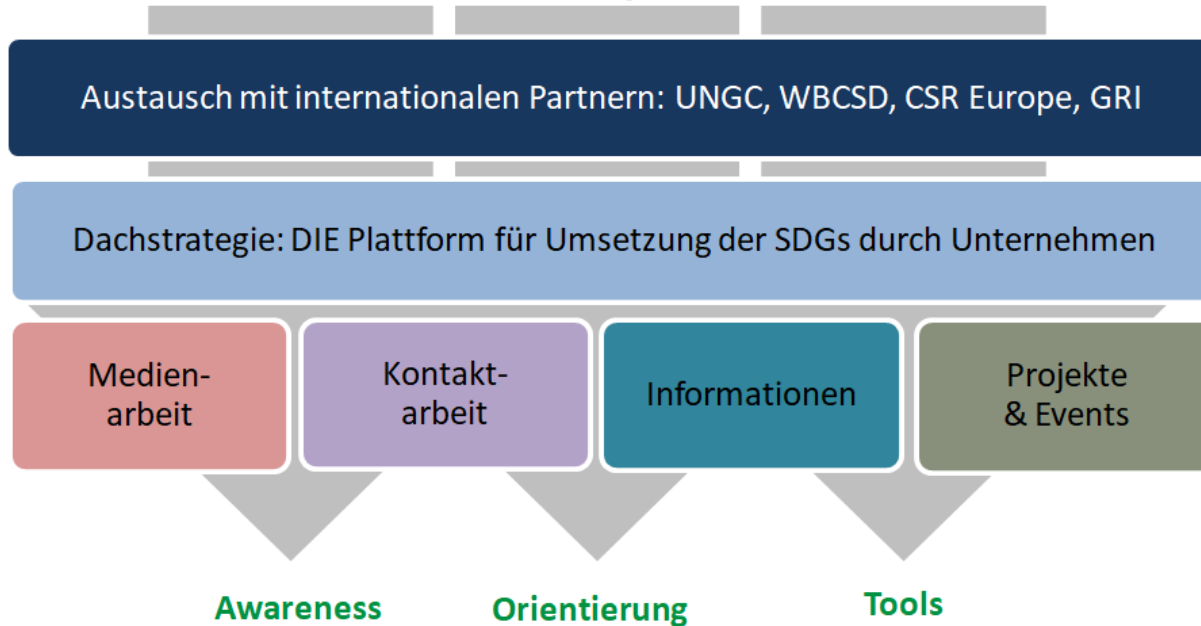 Austausch mit internationalen Partnern: UNGC, WBCSD, CSR Europe, GRI
Dachstrategie: DIE Plattform für Umsetzung der SDGs durch Unternehmen
Medien-
arbeit
Kontakt-
arbeit
Informationen
Projekte
& Events
Awareness
Orientierung
Tools